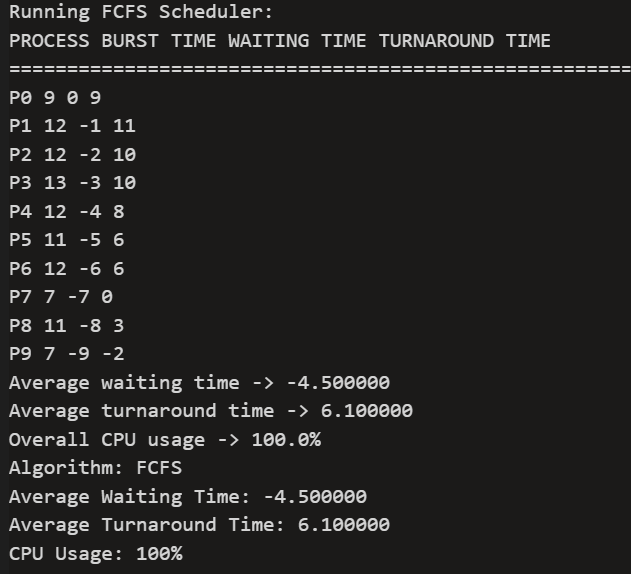 Running FCFS Scheduler:
PROCESS BURST TIME WAITING TIME TURNAROUND TIME
======================================================
P0 9 0 9
P1 12 -1 11
P2 12 -2 10
P3 13 -3 10
P4 12 -4 8
P5 11 -5 6
P6 12 -6 6
P7 7 -7 0
P8 11 -8 3
P9 7 -9 -2
Average waiting time -> -4.500000
Average turnaround time -> 6.100000
Overall CPU usage -> 100.0%
Algorithm: FCFS
Average Waiting Time: -4.500000
Average Turnaround Time: 6.100000
CPU Usage: 100%